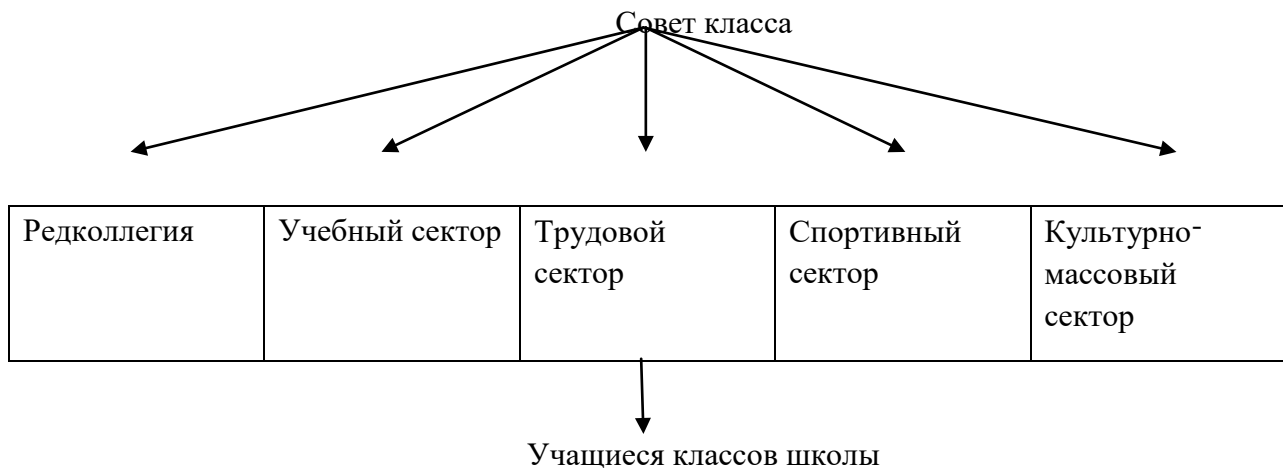 Совет класса
Редколлегия
Учебный сектор
Трудовой
сектор
Спортивный
сектор
Культурно-
массовый
сектор
Учащиеся классов школы